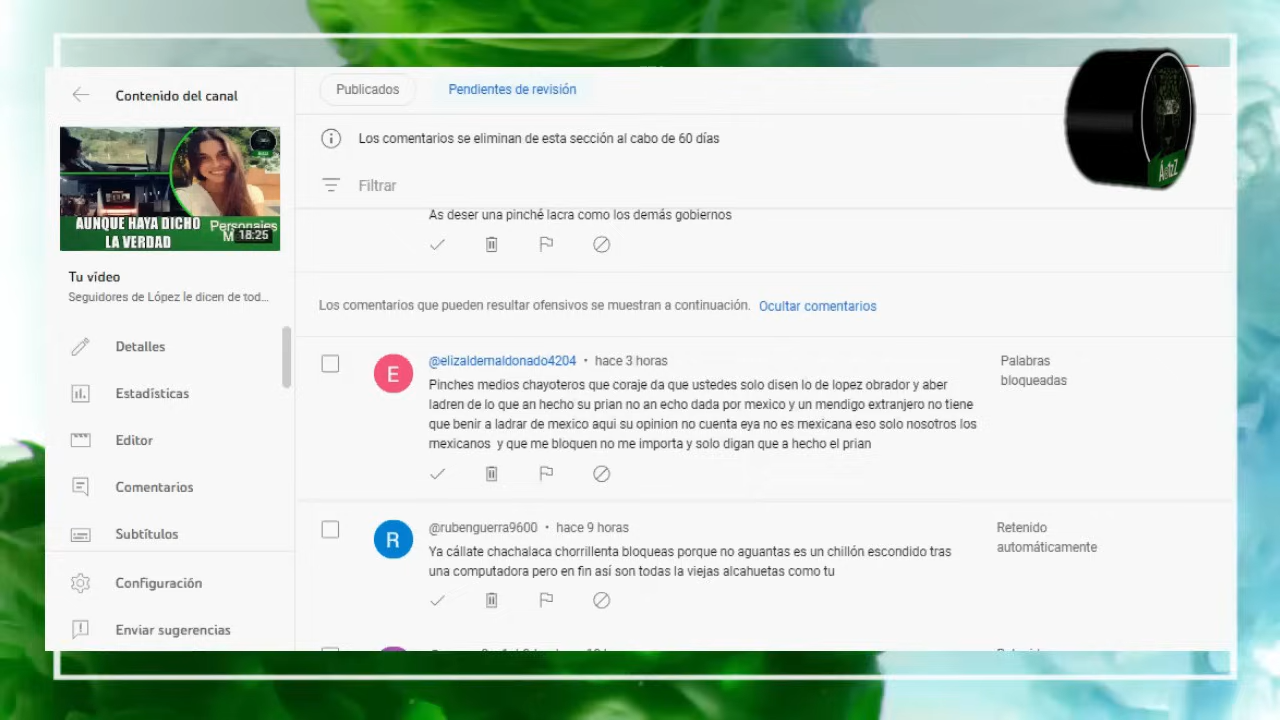 Contenido del canal
AUNQUE HAYA DICHO
LA VERDAD
Personajes
M
18:25
Tu vídeo
Seguidores de López le dicen de tod...
Detalles
Estadísticas
Editor
Comentarios
Subtítulos
Configuración
Enviar sugerencias
Publicados
Pendientes de revisión
Los comentarios se eliminan de esta sección al cabo de 60 días
Filtrar
As deser una pinché lacra como los demás gobiernos
Los comentarios que pueden resultar ofensivos se muestran a continuación. Ocultar comentarios
E
@elizaldemaldonado4204 • hace 3 horas
Pinches medios chayoteros que coraje da que ustedes solo disen lo de lopez obrador y aber
ladren de lo que an hecho su prian no an echo dada por mexico y un mendigo extranjero no tiene
que benir a ladrar de mexico aqui su opinion no cuenta eya no es mexicana eso solo nosotros los
mexicanos y que me bloquen no me importa y solo digan que a hecho el prian
Palabras
bloqueadas
R
@rubenguerra9600 • hace 9 horas
Ya cállate chachalaca chorrillenta bloqueas porque no aguantas es un chillón escondido tras
una computadora pero en fin así son todas la viejas alcahuetas como tu
Retenido
automáticamente